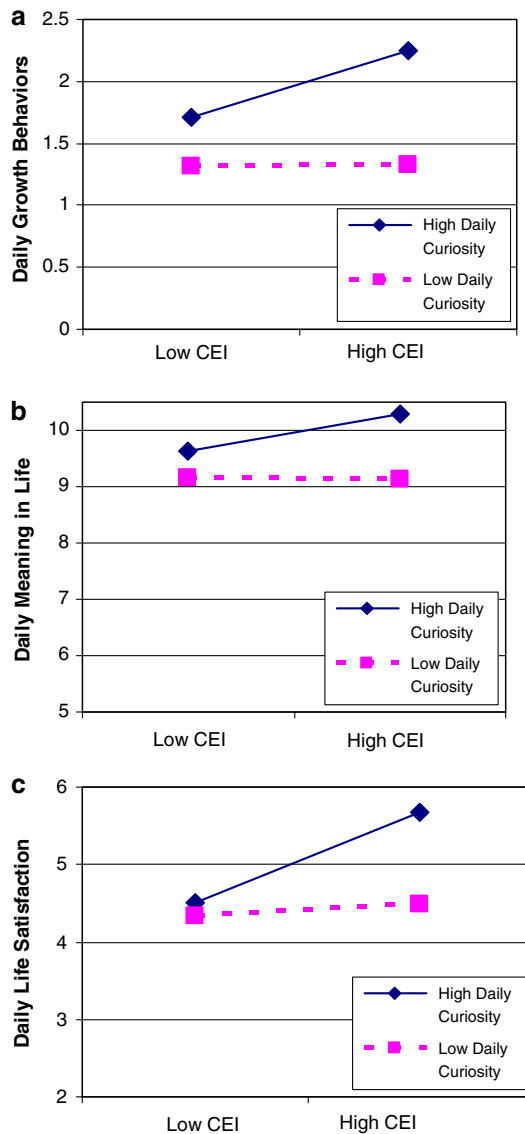 a
Daily Growth Behaviors
2.5
2
1.5
1
0.5
0
High Daily
Curiosity
Low Daily
Curiosity
Low CEI
High CEI
b
Daily Meaning in Life
10
9
8
7
6
5
High Daily
Curiosity
Low Daily
Curiosity
Low CEI
High CEI
c
Daily Life Satisfaction
6
5
4
3
2
High Daily
Curiosity
Low Daily
Curiosity
Low CEI
High CEI